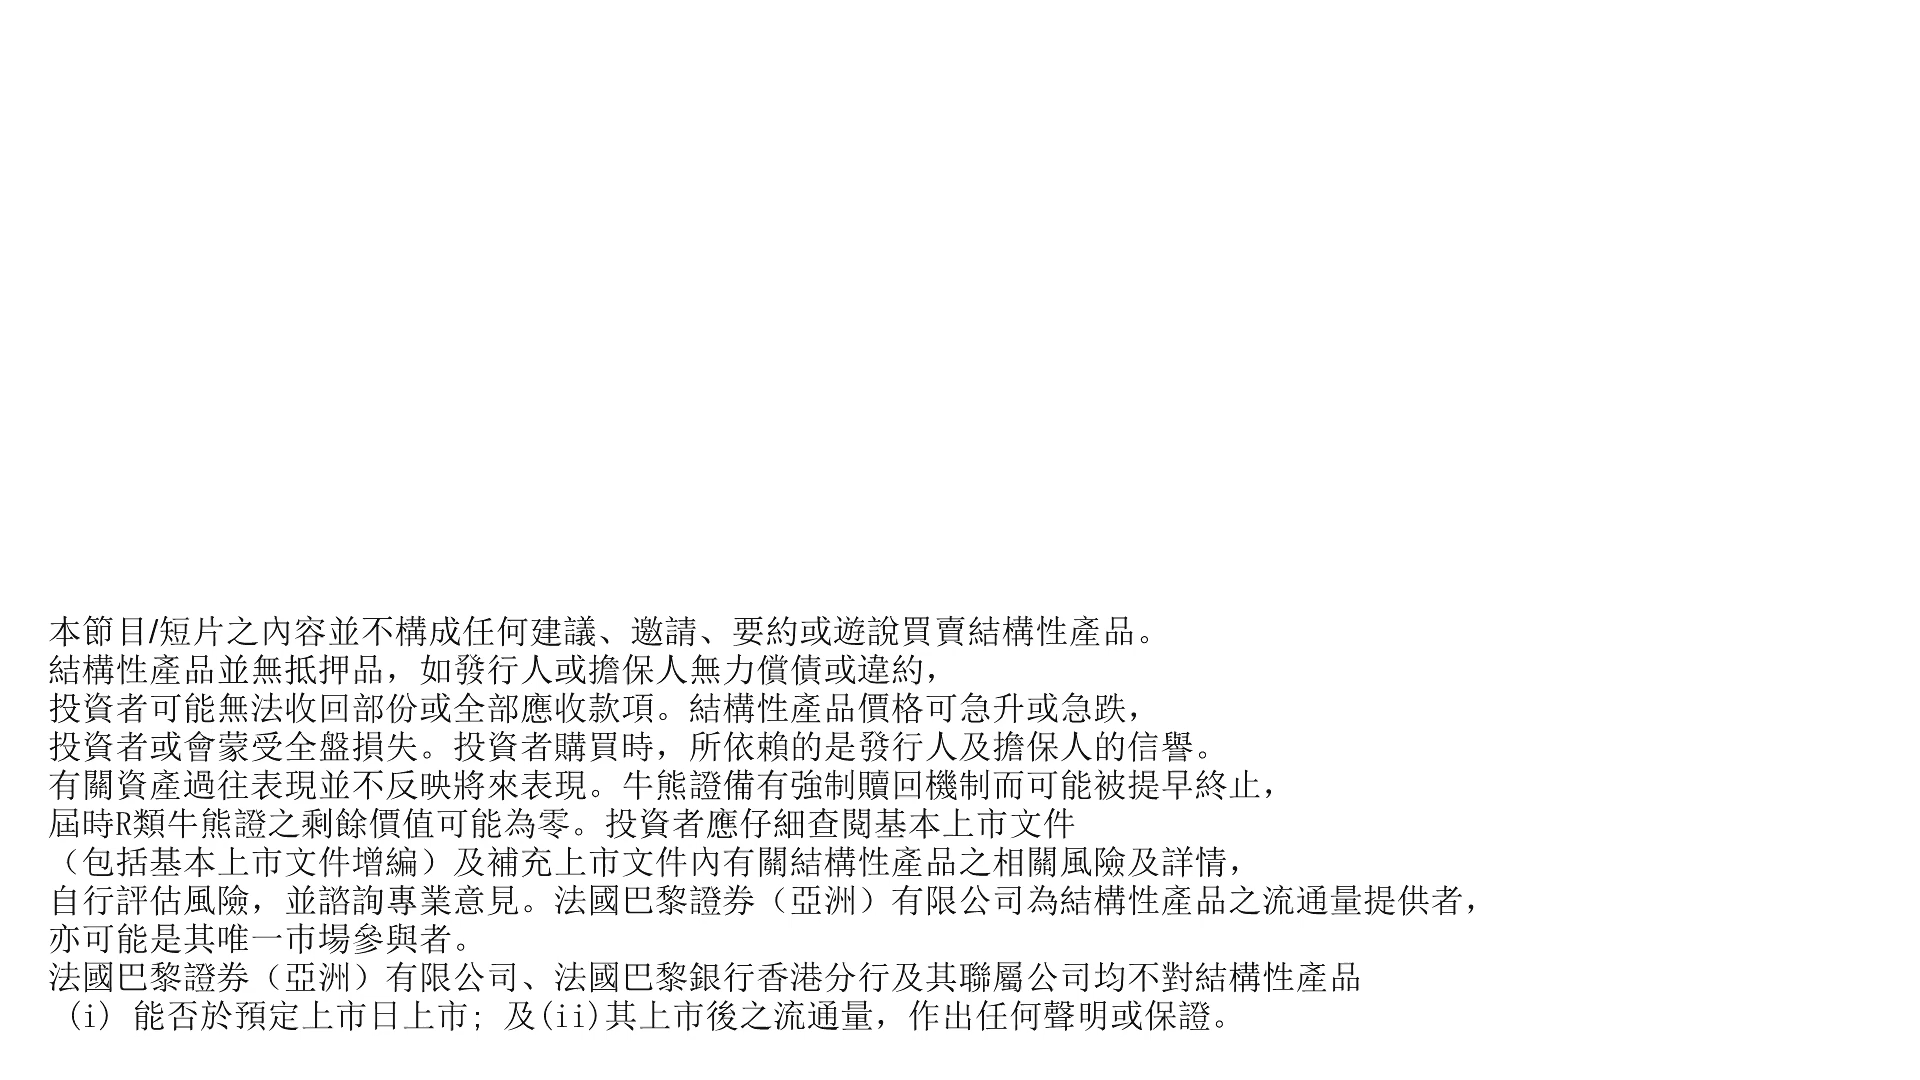 本節目/短片之內容並不構成任何建議、邀請、要約或遊說買賣結構性產品。
結構性產品並無抵押品，如發行人或擔保人無力償債或違約，
投資者可能無法收回部份或全部應收款項。結構性產品價格可急升或急跌，
投資者或會蒙受全盤損失。投資者購買時，所依賴的是發行人及擔保人的信譽。
有關資產過往表現並不反映將來表現。牛熊證備有強制贖回機制而可能被提早終止，
屆時R類牛熊證之剩餘價值可能為零。投資者應仔細查閱基本上市文件
（包括基本上市文件增編）及補充上市文件內有關結構性產品之相關風險及詳情，
自行評估風險，並諮詢專業意見。法國巴黎證券（亞洲）有限公司為結構性產品之流通量提供者，
亦可能是其唯一市場參與者。
法國巴黎證券（亞洲）有限公司、法國巴黎銀行香港分行及其聯屬公司均不對結構性產品
(i) 能否於預定上市日上市; 及(ii)其上市後之流通量，作出任何聲明或保證。